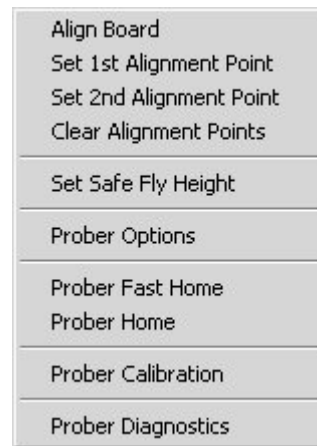 Align Board
Set 1st Alignment Point
Set 2nd Alignment Point
Clear Alignment Points
Set Safe Fly Height
Prober Options
Prober Fast Home
Prober Home
Prober Calibration
Prober Diagnostics